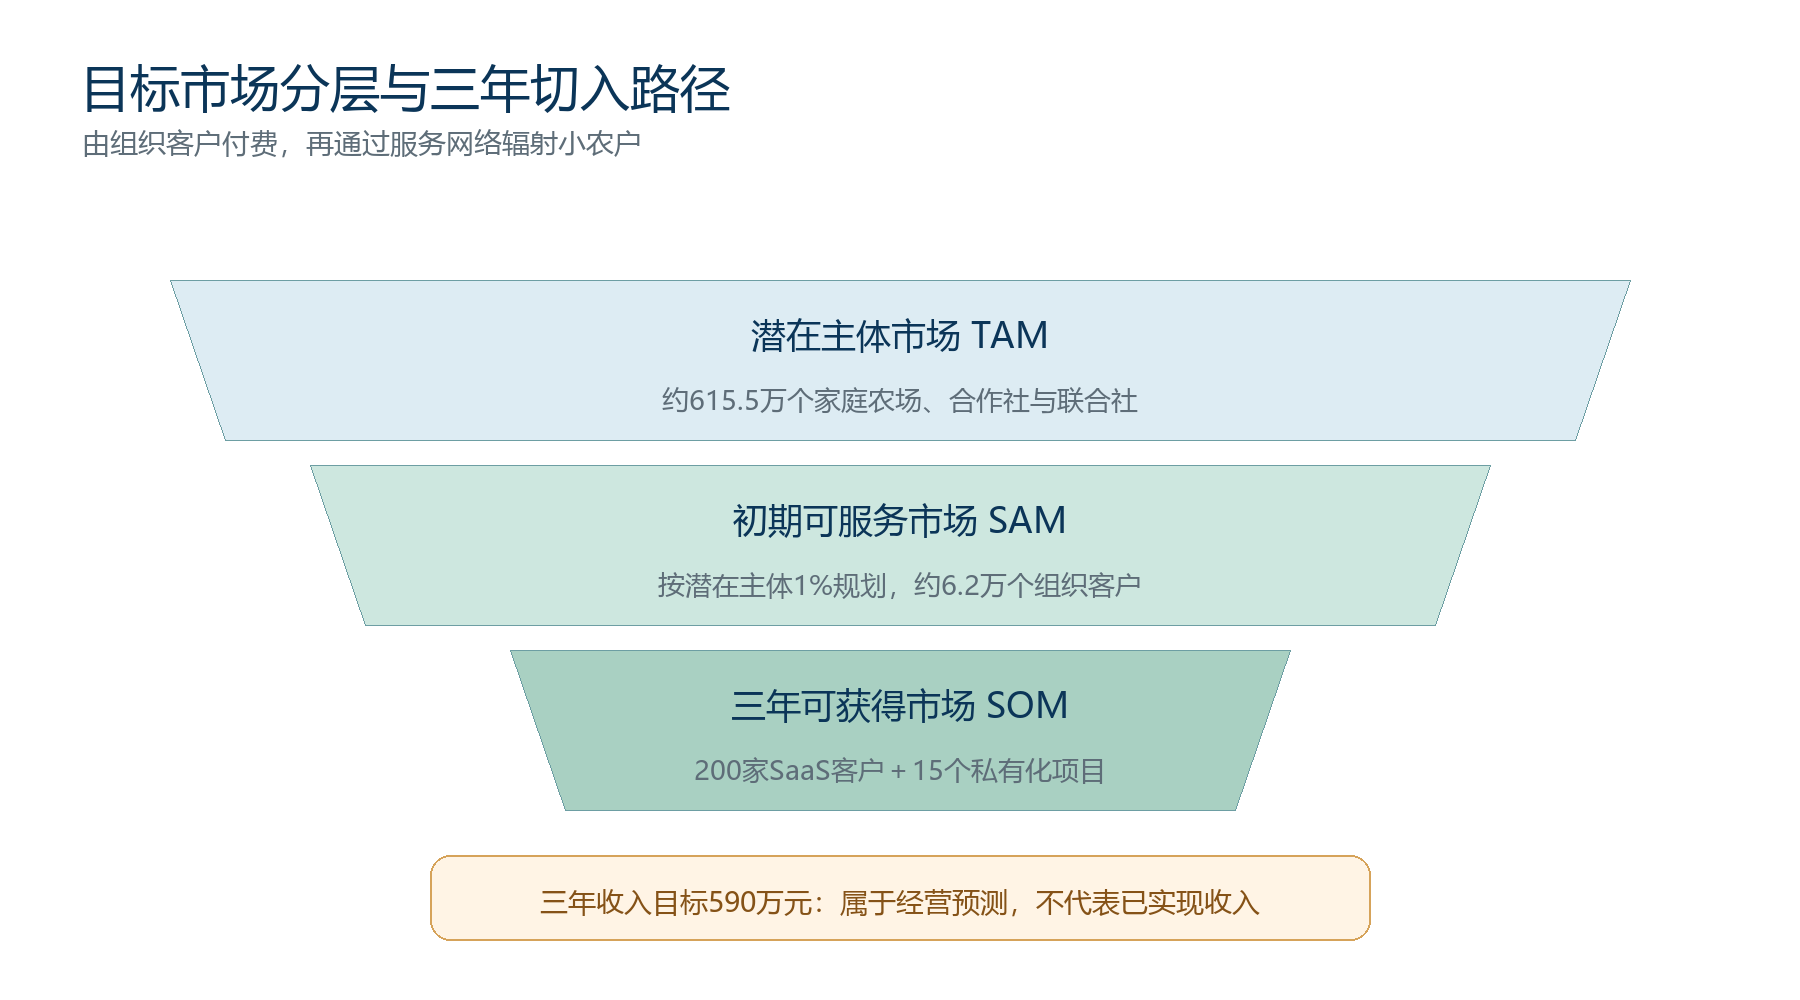 目标市场分层与三年切入路径
由组织客户付费，再通过服务网络辐射小农户
潜在主体市场 TAM
约615.5万个家庭农场、合作社与联合社
初期可服务市场 SAM
按潜在主体1%规划，约6.2万个组织客户
三年可获得市场 SOM
200家SaaS客户＋15个私有化项目
三年收入目标590万元：属于经营预测，不代表已实现收入